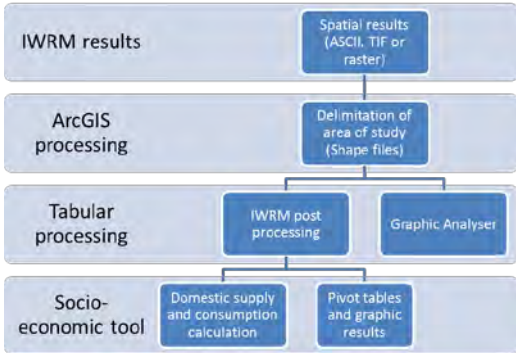 IWRM results
Spatial results
(ASCII, TIF or
raster)
ArcGIS
processing
Delimitation of
area of study
(Shape files)
Tabular
processing
IWRM post
processing
Graphic Analyser
Socio-
economic tool
Domestic supply
and consumption
calculation
Pivot tables
and graphic
results